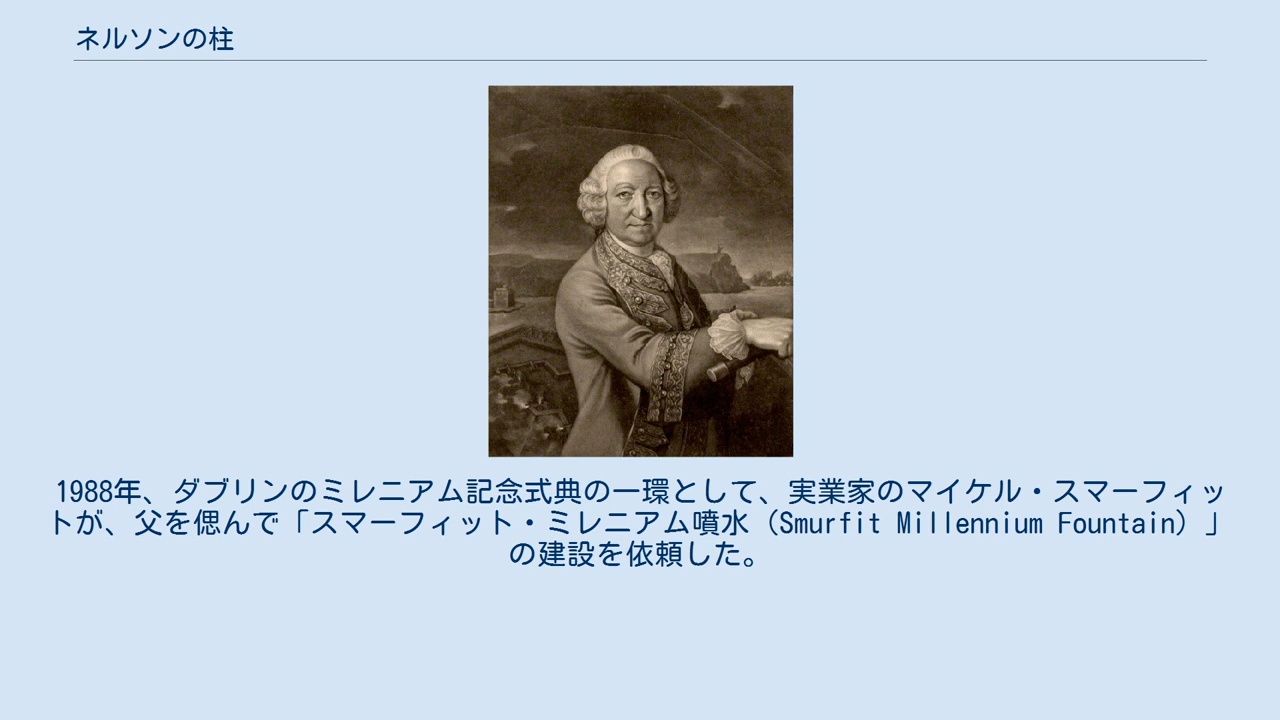 ネルソンの柱
1988年、ダブリンのミレニアム記念式典の一環として、実業家のマイケル・スマーフィッ
トが、父を偲んで「スマーフィット・ミレニアム噴水（Smurfit Millennium Fountain）」
の建設を依頼した。